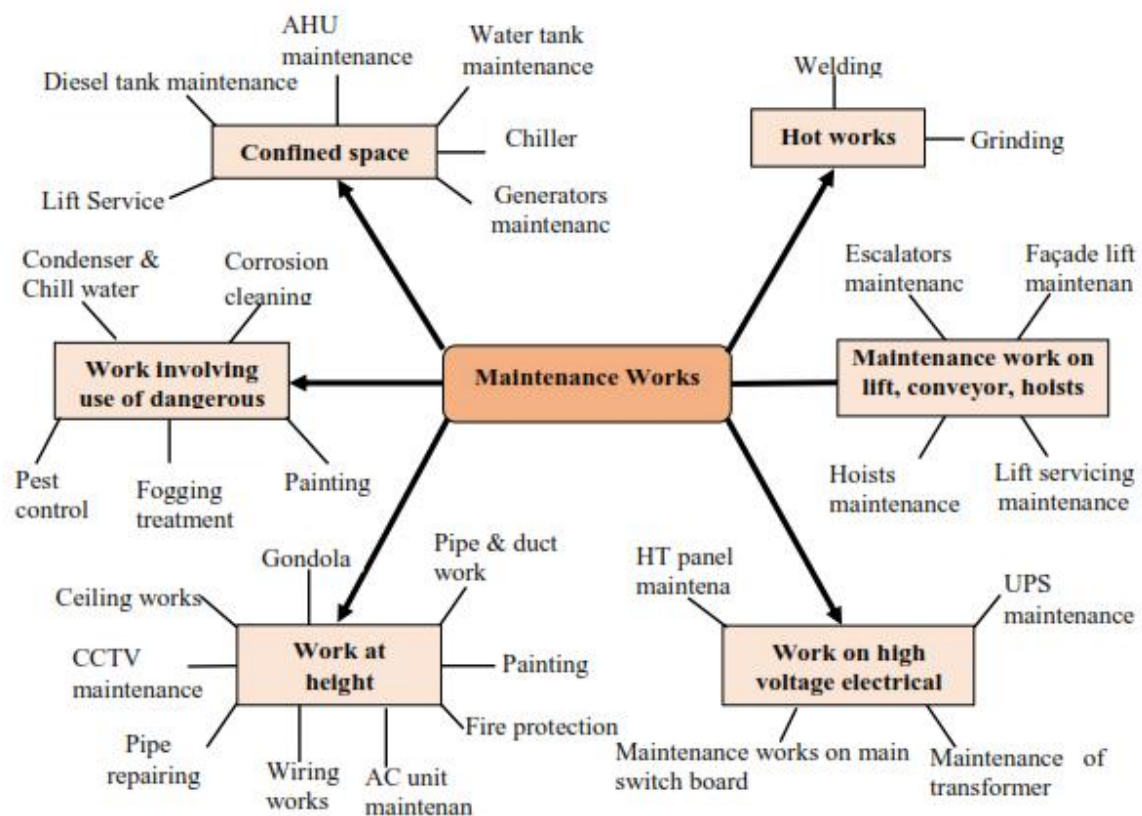 AHU
maintenance
Water tank
maintenance
Diesel tank maintenance
Confined space
Chiller
Lift Service
Generators
maintenanc
Welding
Hot works
Grinding
Condenser &
Chill water
Corrosion
cleaning
Work involving
use of dangerous
Pest
control
Fogging
treatment
Painting
Maintenance Works
Escalators
maintenanc
Façade lift
maintenan
Maintenance work on
lift, conveyor, hoists
Hoists
maintenance
Lift servicing
maintenance
Gondola
Pipe & duct
work
Ceiling works
CCTV
maintenance
Work at
height
Painting
Pipe
repairing
Wiring
works
AC unit
maintenan
Fire protection
HT panel
maintena
UPS
maintenance
Work on high
voltage electrical
Maintenance works on main
switch board
Maintenance of
transformer